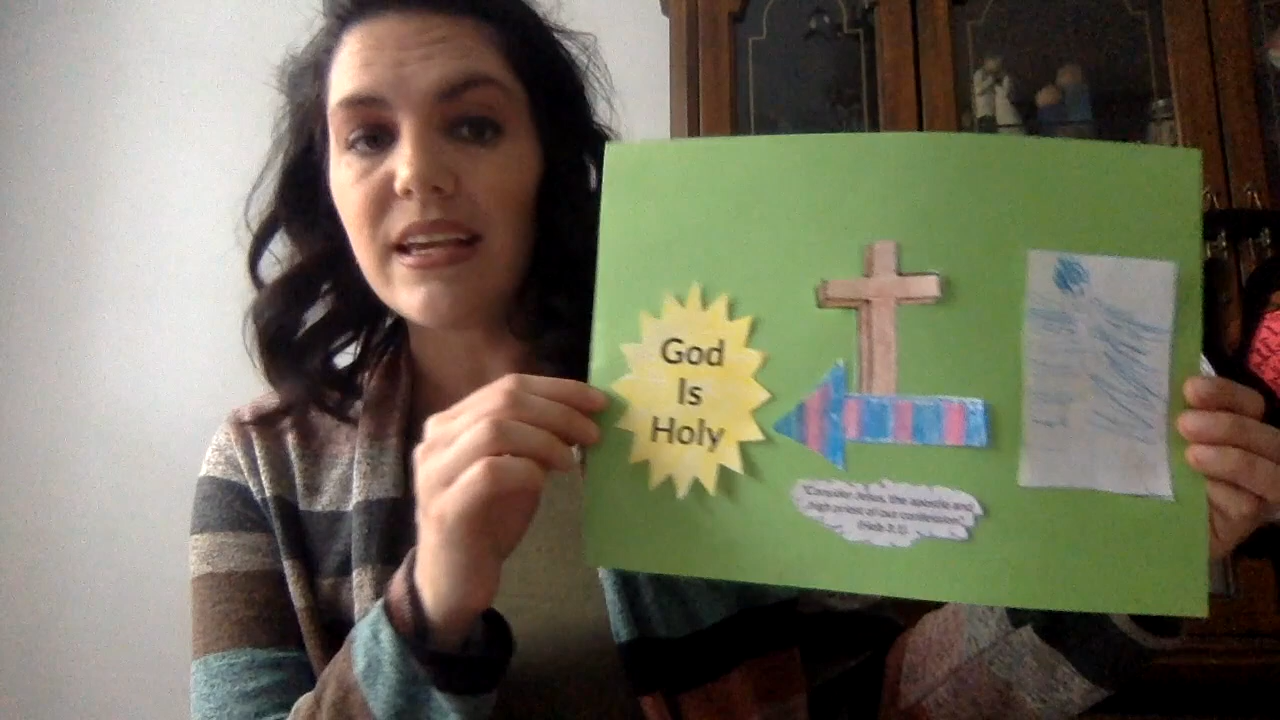 God
Is
Holy
"Consider Jesus, the apostle and
high priest of our confession"
(Heb 3:1)